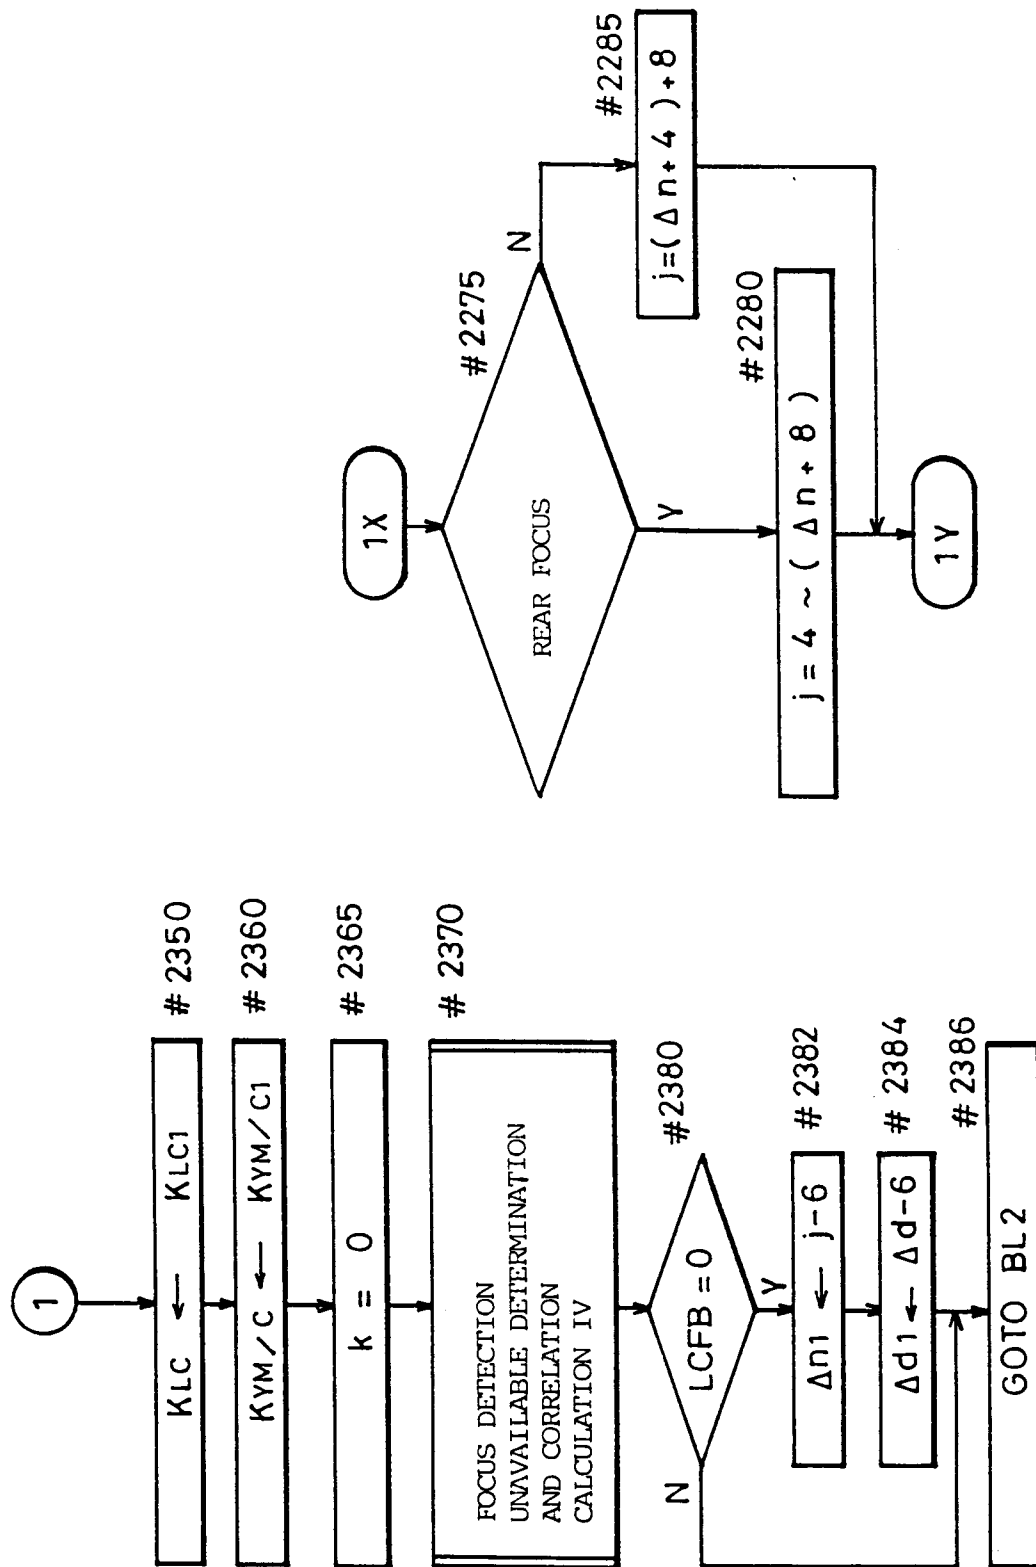 1
KLC ← KLC1
# 2350
KYM/C ← KYM/C1
# 2360
k = 0
# 2365
# 2370
FOCUS DETECTION
UNAVAILABLE DETERMINATION
AND CORRELATION
CALCULATION IV
#2380
LCFB = 0
N
Y
# 2382
Δn1 ← j-6
# 2384
Δd1 ← Δd-6
# 2386
GOTO BL2
1X
# 2275
REAR FOCUS
N
Y
#2285
j=(Δn+4)+8
#2280
j = 4 ~ (Δn+8)
1Y